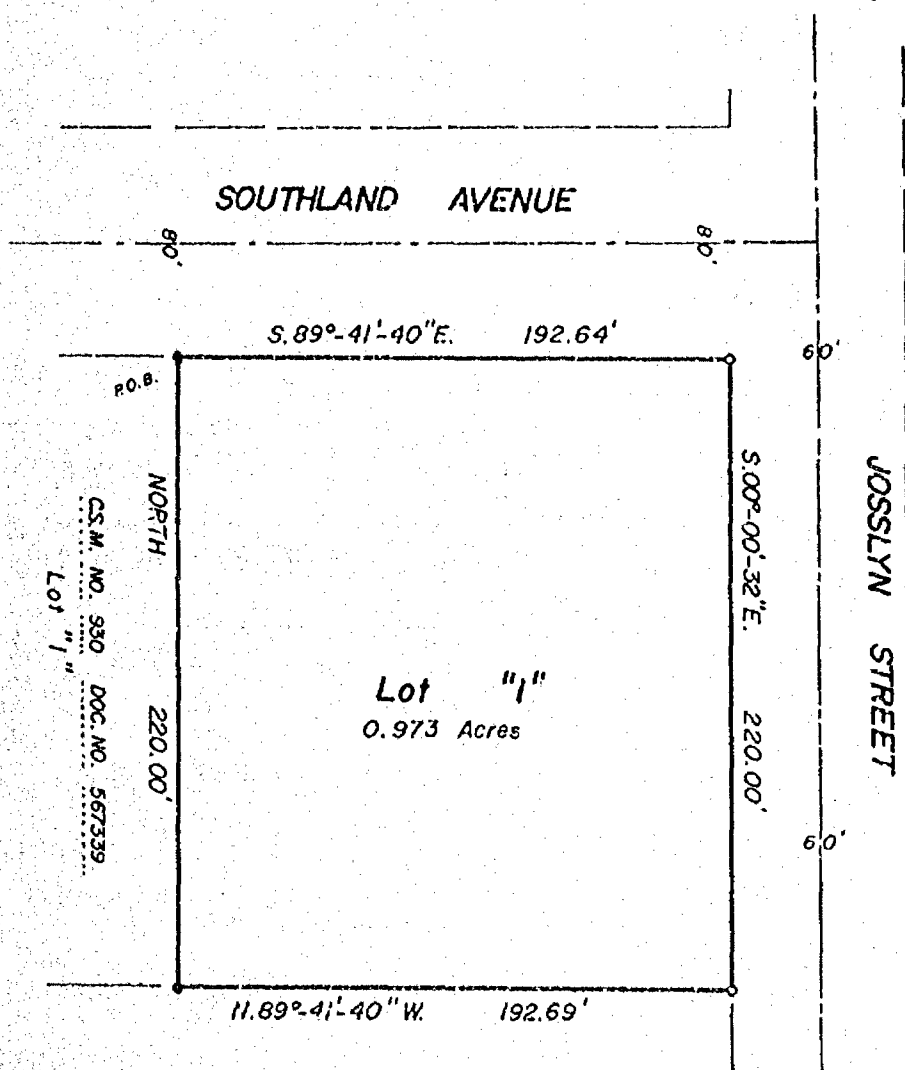 SOUTHLAND AVENUE
80'
80'
S.89°-41'-40"E. 192.64'
60'
P.O.B.
NORTH 220.00'
C.S.M. NO. 930 DOC. NO. 567339
Lot "1"
Lot "1"
0.973 Acres
S.00°-00'-32"E. 220.00'
JOSSLYN STREET
60'
N.89°-41'-40"W. 192.69'